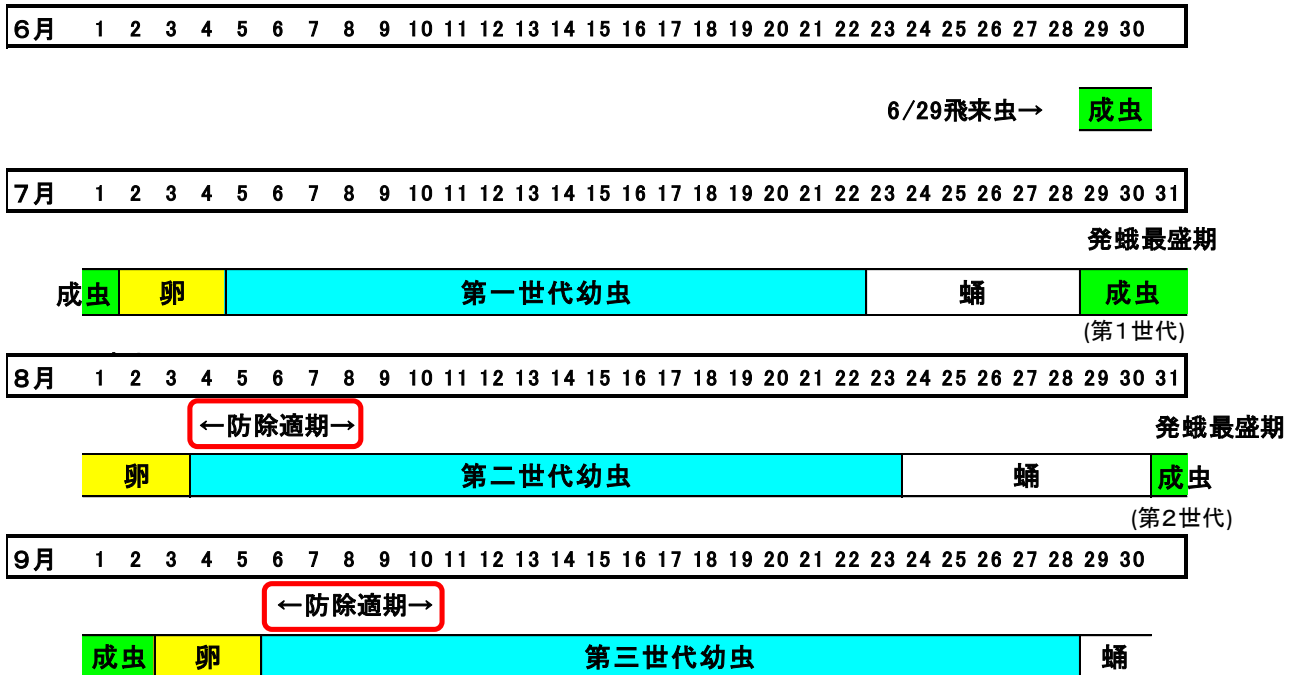 6月 1 2 3 4 5 6 7 8 9 10 11 12 13 14 15 16 17 18 19 20 21 22 23 24 25 26 27 28 29 30
6/29飛来虫→ 成虫
7月 1 2 3 4 5 6 7 8 9 10 11 12 13 14 15 16 17 18 19 20 21 22 23 24 25 26 27 28 29 30 31
発蛾最盛期
成虫 卵 第一世代幼虫 蛹 成虫
(第１世代)
8月 1 2 3 4 5 6 7 8 9 10 11 12 13 14 15 16 17 18 19 20 21 22 23 24 25 26 27 28 29 30 31
←防除適期→ 発蛾最盛期
卵 第二世代幼虫 蛹 成虫
(第２世代)
9月 1 2 3 4 5 6 7 8 9 10 11 12 13 14 15 16 17 18 19 20 21 22 23 24 25 26 27 28 29 30
←防除適期→
成虫 卵 第三世代幼虫 蛹